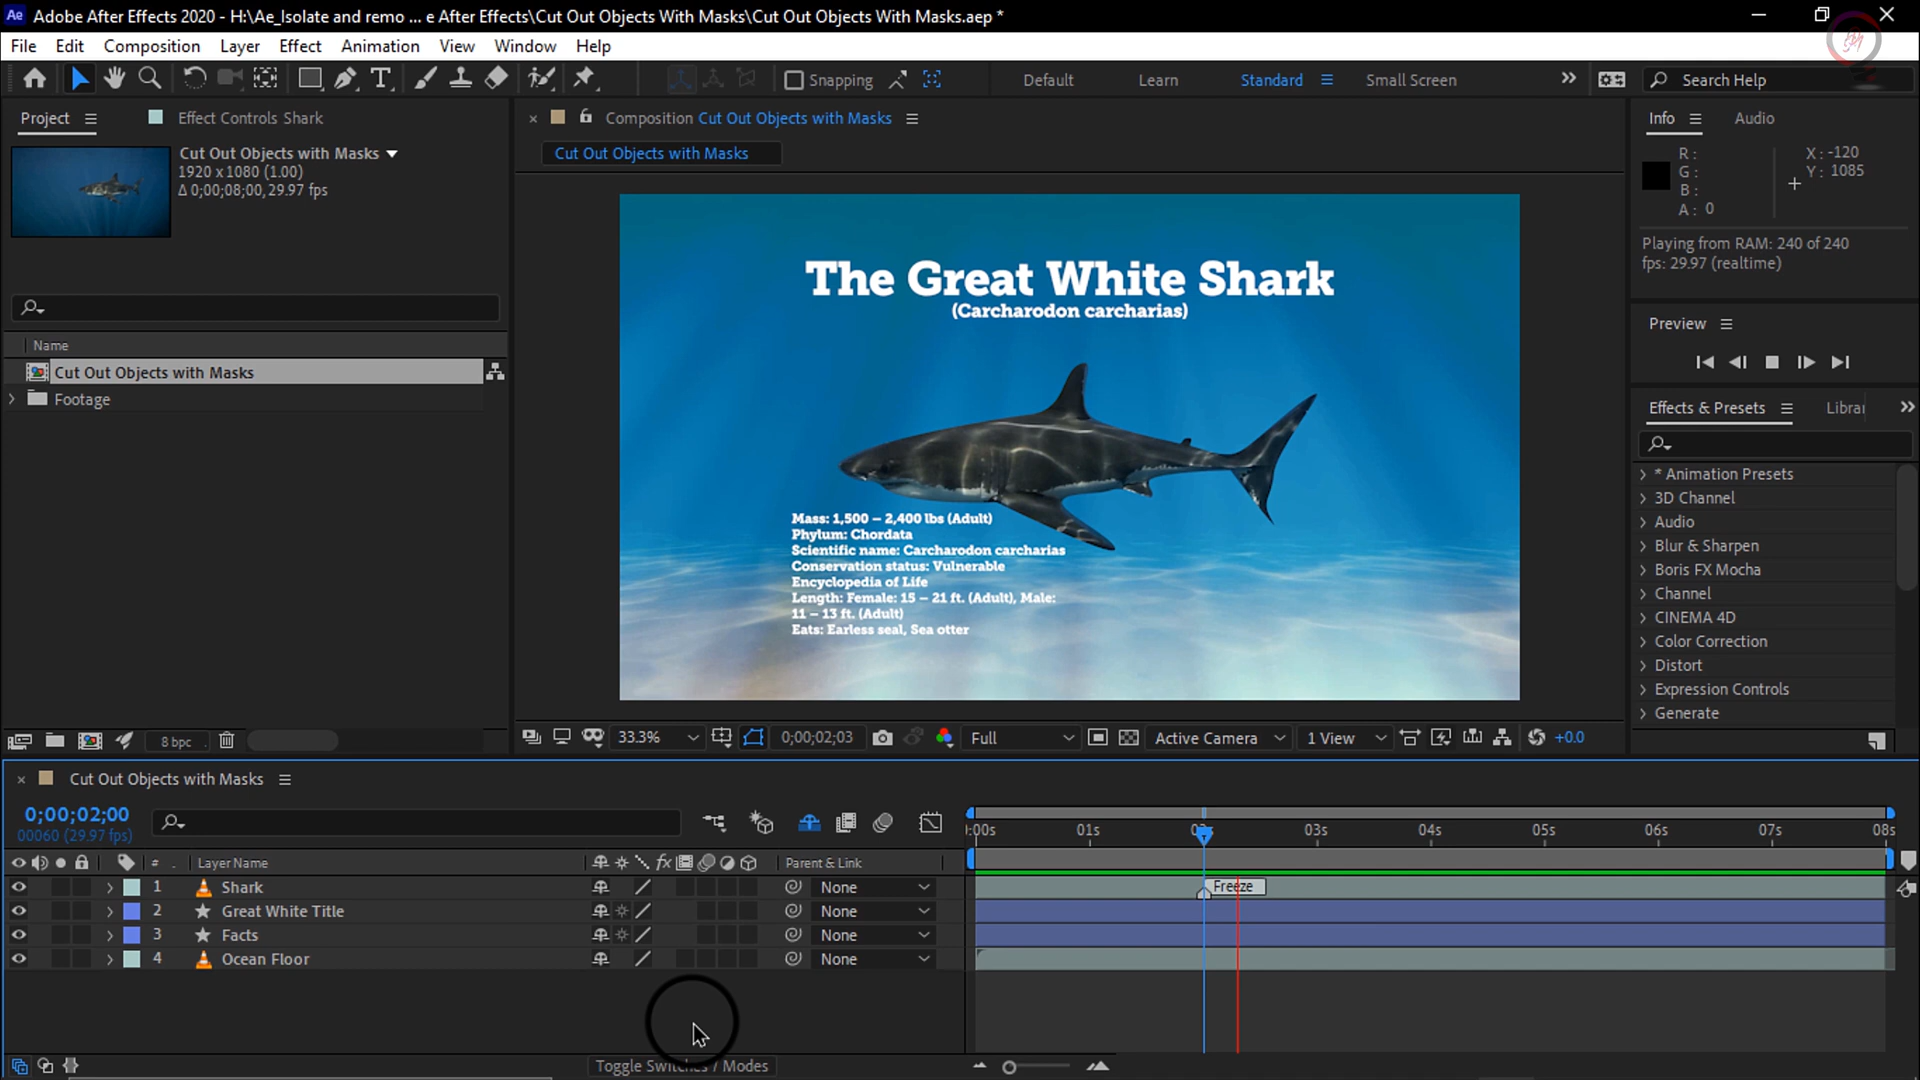 Ae Adobe After Effects 2020 - H:\Ae_Isolate and remo ... e After Effects\Cut Out Objects With Masks\Cut Out Objects With Masks.aep *
File Edit Composition Layer Effect Animation View Window Help
Snapping Default Learn Standard Small Screen Search Help
Project Effect Controls Shark
Cut Out Objects with Masks
1920 x 1080 (1.00)
Δ 0;00;08;00, 29.97 fps
Name
Cut Out Objects with Masks
Footage
8 bpc
Composition Cut Out Objects with Masks
Cut Out Objects with Masks
The Great White Shark
(Carcharodon carcharias)
Mass: 1,500 – 2,400 lbs (Adult)
Phylum: Chordata
Scientific name: Carcharodon carcharias
Conservation status: Vulnerable
Encyclopedia of Life
Length: Female: 15 – 21 ft. (Adult), Male:
11 – 13 ft. (Adult)
Eats: Earless seal, Sea otter
33.3% 0;00;02;03 Full Active Camera 1 View +0.0
Info Audio
R: X: -120
G: Y: 1085
B:
A: 0
Playing from RAM: 240 of 240
fps: 29.97 (realtime)
Preview
Effects & Presets Librar
* Animation Presets
3D Channel
Audio
Blur & Sharpen
Boris FX Mocha
Channel
CINEMA 4D
Color Correction
Distort
Expression Controls
Generate
Cut Out Objects with Masks
0;00;02;00
00060 (29.97 fps)
# . Layer Name fx Parent & Link
1 Shark None
2 Great White Title None
3 Facts None
4 Ocean Floor None
):00s 01s 02s 03s 04s 05s 06s 07s 08s
Freeze
Toggle Switches / Modes